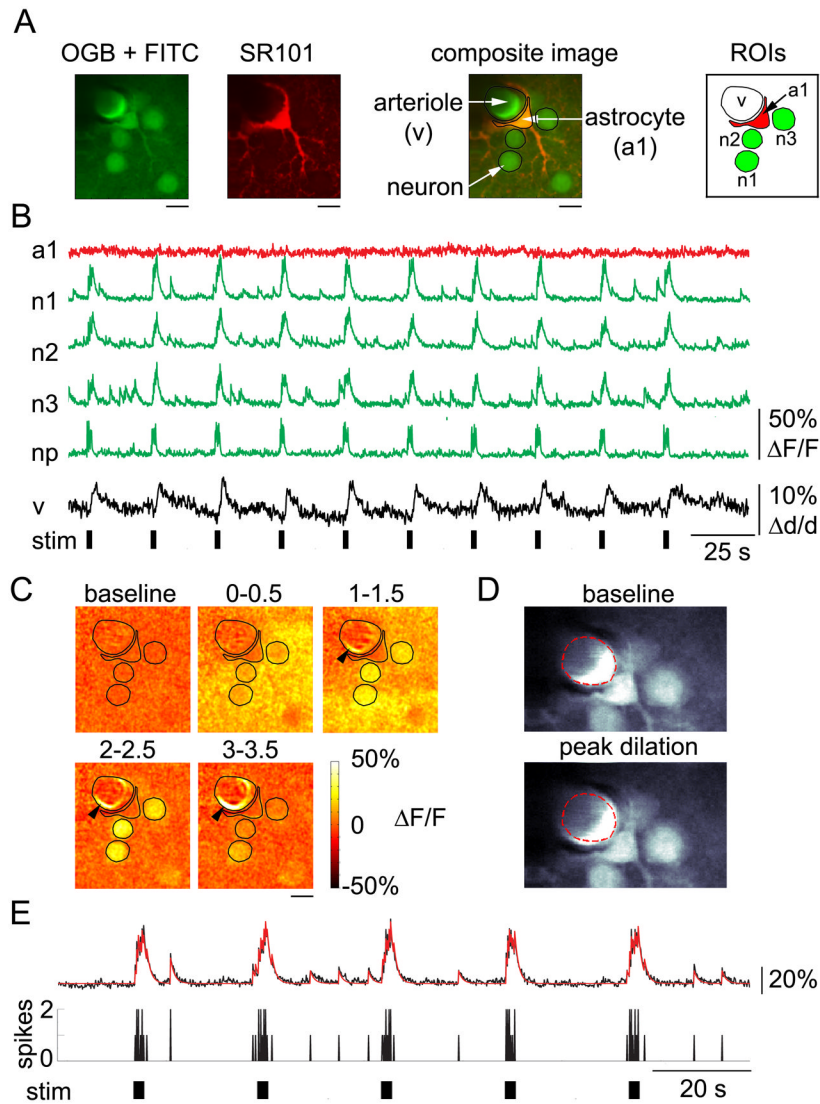 A
OGB + FITC SR101 composite image ROIs
arteriole
(v)
astrocyte
(a1)
neuron
v
a1
n2
n3
n1
B
a1
n1
n2
n3
50%
ΔF/F
np
v
10%
Δd/d
stim
25 s
C
baseline 0-0.5 1-1.5
2-2.5 3-3.5
50%
0
-50%
ΔF/F
D
baseline
peak dilation
E
20%
2
0
spikes
20 s
stim